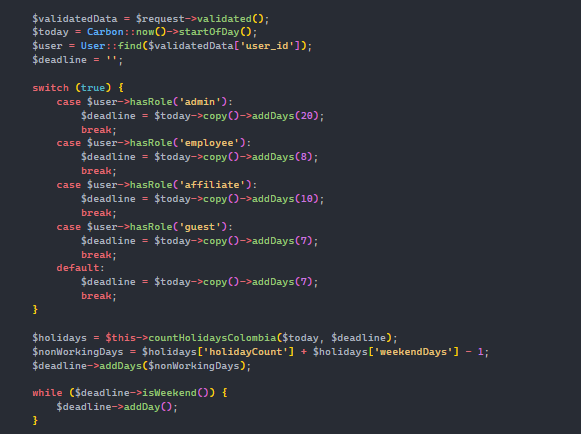 $validatedData = $request->validated();
$today = Carbon::now()->startOfDay();
$user = User::find($validatedData['user_id']);
$deadline = '';

switch (true) {
    case $user->hasRole('admin'):
        $deadline = $today->copy()->addDays(20);
        break;
    case $user->hasRole('employee'):
        $deadline = $today->copy()->addDays(8);
        break;
    case $user->hasRole('affiliate'):
        $deadline = $today->copy()->addDays(10);
        break;
    case $user->hasRole('guest'):
        $deadline = $today->copy()->addDays(7);
        break;
    default:
        $deadline = $today->copy()->addDays(7);
        break;
}

$holidays = $this->countHolidaysColombia($today, $deadline);
$nonWorkingDays = $holidays['holidayCount'] + $holidays['weekendDays'] - 1;
$deadline->addDays($nonWorkingDays);

while ($deadline->isWeekend()) {
    $deadline->addDay();
}